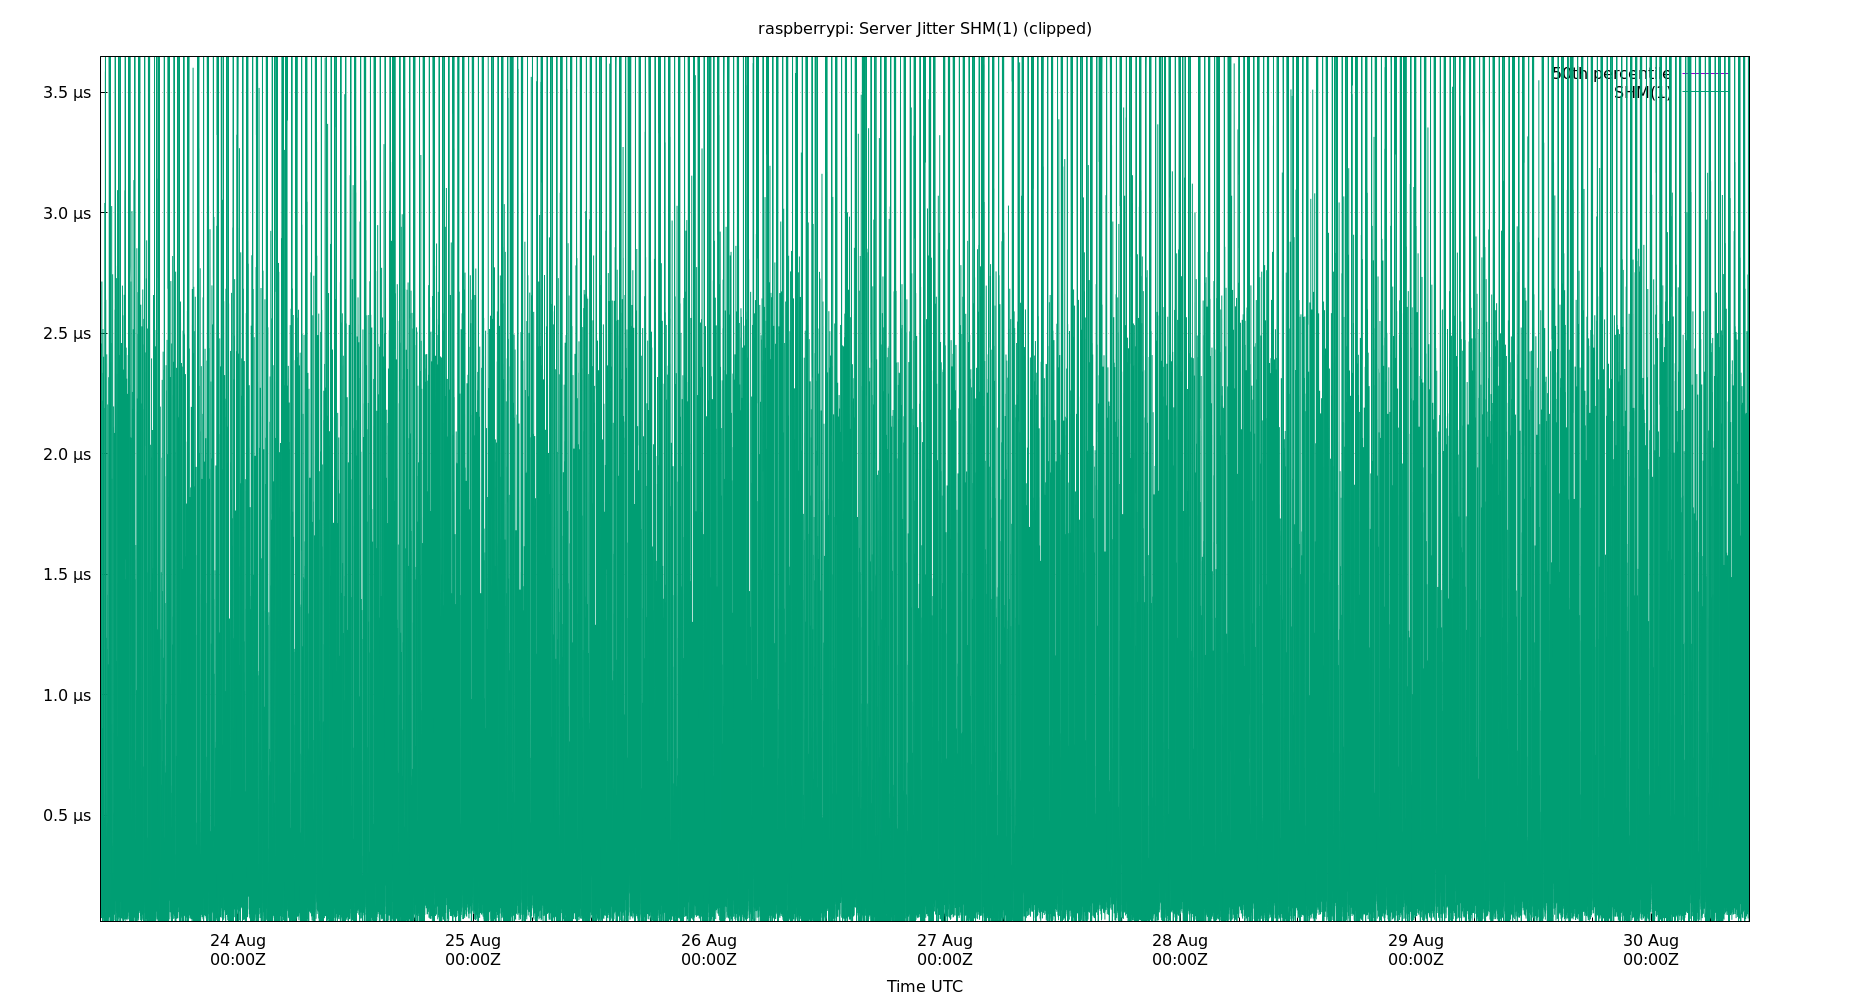 raspberrypi: Server Jitter SHM(1) (clipped)
50th percentile
SHM(1)
3.5 µs
3.0 µs
2.5 µs
2.0 µs
1.5 µs
1.0 µs
0.5 µs
24 Aug 25 Aug 26 Aug 27 Aug 28 Aug 29 Aug 30 Aug
00:00Z 00:00Z 00:00Z 00:00Z 00:00Z 00:00Z 00:00Z
Time UTC